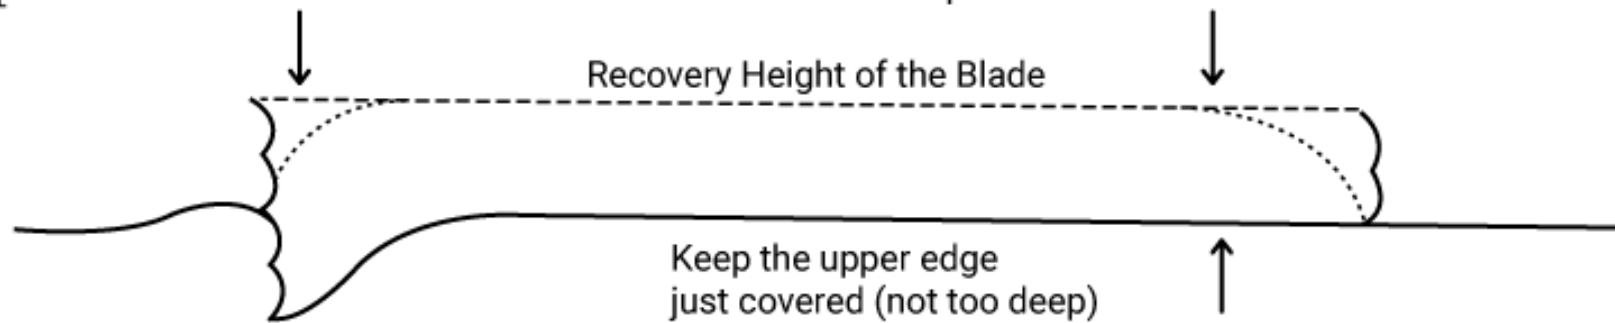 Recovery Height of the Blade
Keep the upper edge
just covered (not too deep)